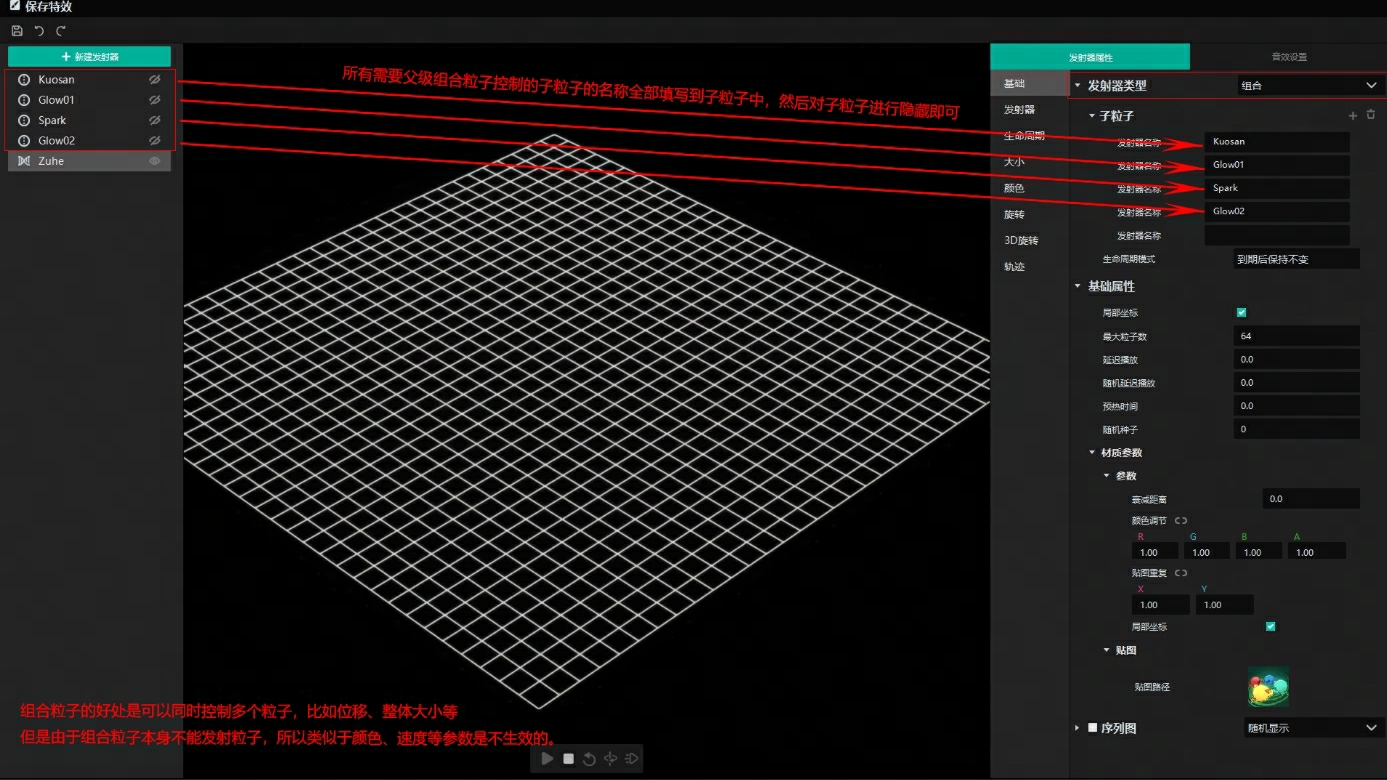 保存特效
新建发射器
Kuosan
Glow01
Spark
Glow02
Zuhe
所有需要父级组合粒子控制的子粒子的名称全部填写到子粒子中，然后对子粒子进行隐藏即可
组合粒子的好处是可以同时控制多个粒子，比如位移、整体大小等
但是由于组合粒子本身不能发射粒子，所以类似于颜色、速度等参数是不生效的。
发射器属性
音效设置
基础
发射器
生命周期
大小
颜色
旋转
3D旋转
轨迹
发射器类型 组合
子粒子
发射器名称 Kuosan
发射器名称 Glow01
发射器名称 Spark
发射器名称 Glow02
发射器名称
生命周期模式 到期后保持不变
基础属性
局部坐标
最大粒子数 64
延迟播放 0.0
随机延迟播放 0.0
预热时间 0.0
随机种子 0
材质参数
参数
衰减距离 0.0
颜色调节
R G B A
1.00 1.00 1.00 1.00
贴图重复
X Y
1.00 1.00
局部坐标
贴图
贴图路径
序列图 随机显示